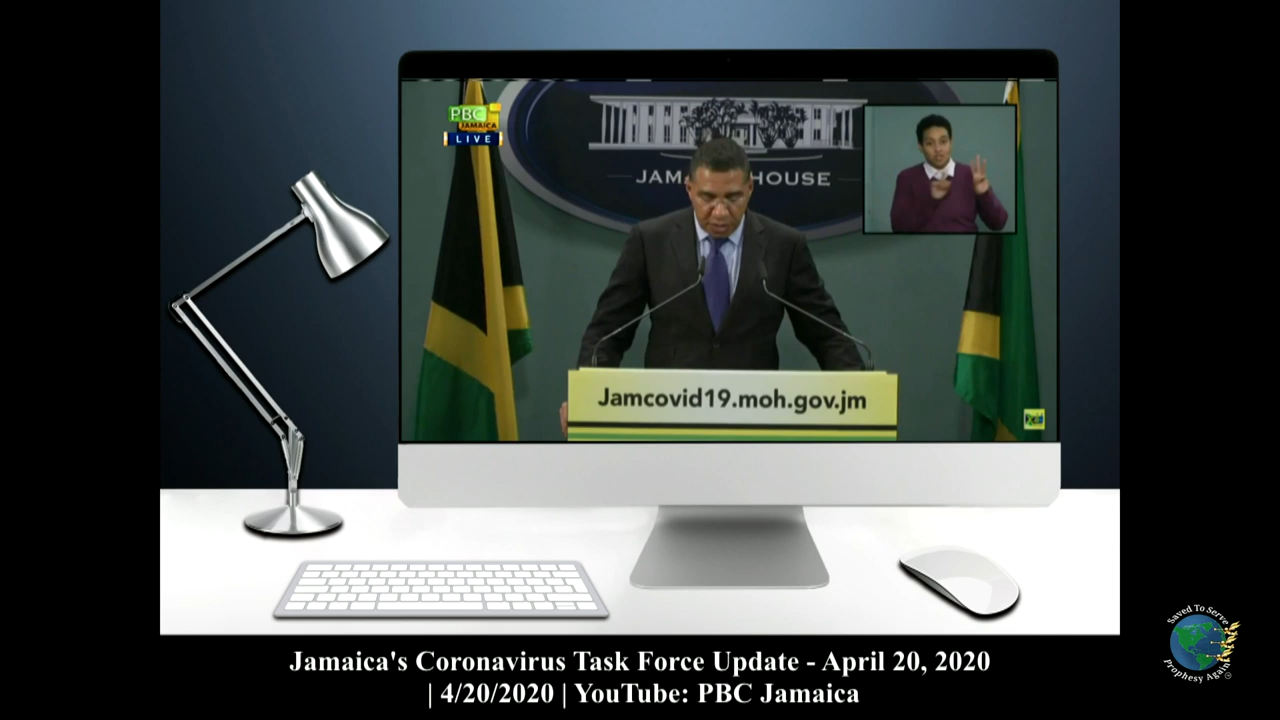 PBC
JAMAICA
LIVE
JAM HOUSE
Jamcovid19.moh.gov.jm
Jamaica's Coronavirus Task Force Update - April 20, 2020
| 4/20/2020 | YouTube: PBC Jamaica
Saved To Serve
Prophesy Again